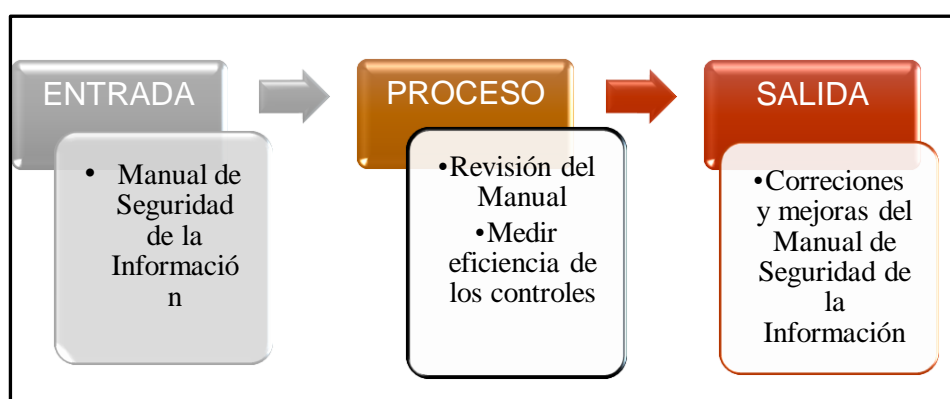 ENTRADA
• Manual de
Seguridad
de la
Informació
n
PROCESO
•Revisión del
Manual
•Medir
eficiencia de
los controles
SALIDA
•Correciones
y mejoras del
Manual de
Seguridad de
la
Información